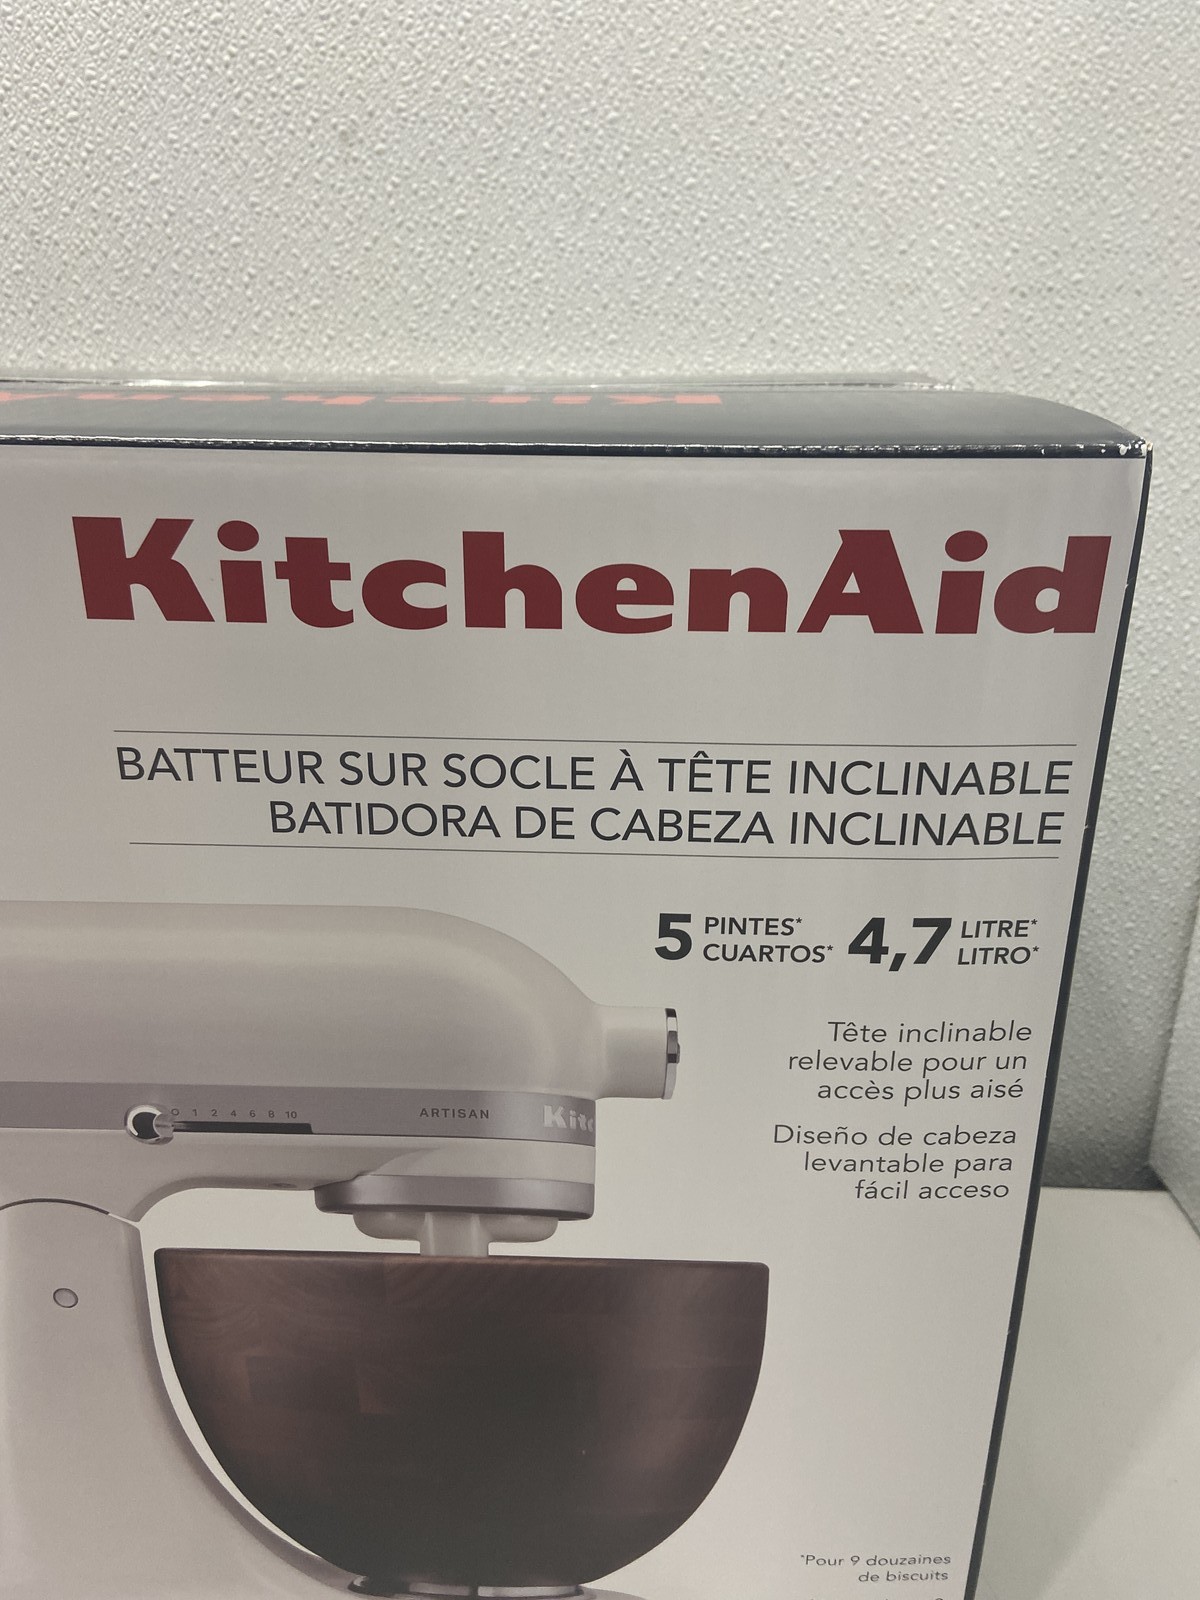 KitchenAid
KitchenAid
BATTEUR SUR SOCLE À TÊTE INCLINABLE
BATIDORA DE CABEZA INCLINABLE
5 PINTES* 4,7 LITRE*
CUARTOS* LITRO*
Tête inclinable
relevable pour un
accès plus aisé
Diseño de cabeza
levantable para
fácil acceso
0 1 2 4 6 8 10
ARTISAN Kitc
*Pour 9 douzaines
de biscuits